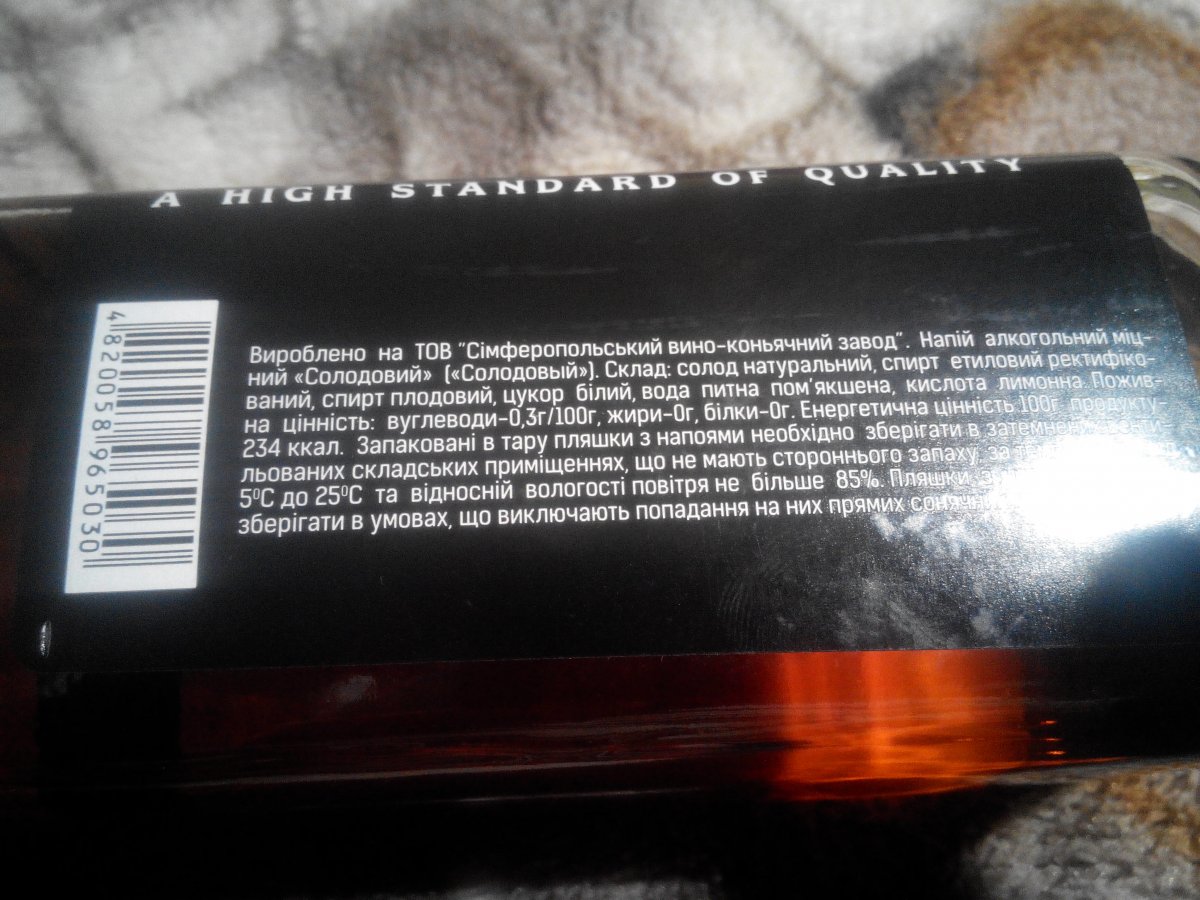 A HIGH STANDARD OF QUALITY
Вироблено на ТОВ "Сімферопольський вино-коньячний завод". Напій алкогольний міц-
ний «Солодовий» («Солодовый»). Склад: солод натуральний, спирт етиловий ректифіко-
ваний, спирт плодовий, цукор білий, вода питна пом'якшена, кислота лимонна. Пожив-
на цінність: вуглеводи-0,3г/100г, жири-0г, білки-0г. Енергетична цінність 100г продукту-
234 ккал. Запаковані в тару пляшки з напоями необхідно зберігати в затемнених
льованих складських приміщеннях, що не мають стороннього запаху, за
5⁰С до 25⁰С та відносній вологості повітря не більше 85%. Пляшки
зберігати в умовах, що виключають попадання на них прямих
4820058965030